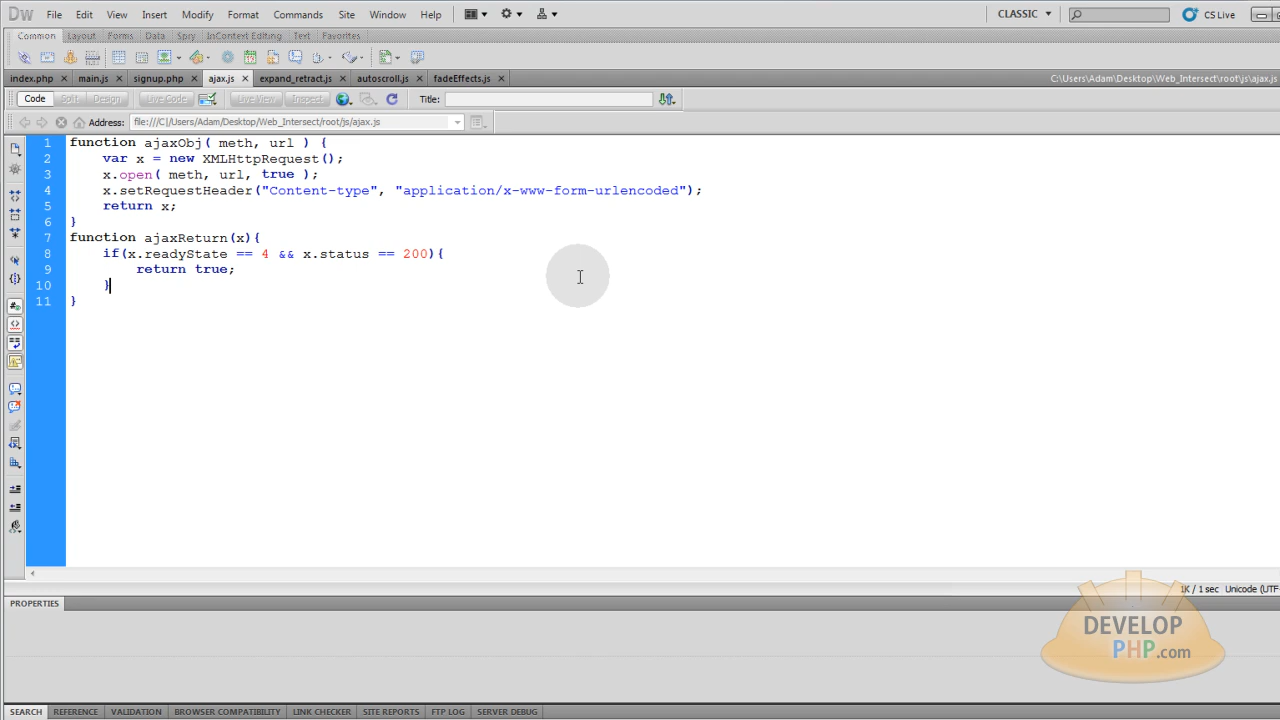 Dw File Edit View Insert Modify Format Commands Site Window Help CLASSIC CS Live
Common Layout Forms Data Spry InContext Editing Text Favorites
index.php main.js signup.php ajax.js expand_retract.js autoscroll.js fadeEffects.js C:\Users\Adam\Desktop\Web_Intersect\root\js\ajax.js
Code Split Design Live Code Live View Inspect Title:
Address: file:///C|/Users/Adam/Desktop/Web_Intersect/root/js/ajax.js
1 function ajaxObj( meth, url ) {
2 var x = new XMLHttpRequest();
3 x.open( meth, url, true );
4 x.setRequestHeader("Content-type", "application/x-www-form-urlencoded");
5 return x;
6 }
7 function ajaxReturn(x){
8 if(x.readyState == 4 && x.status == 200){
9 return true;
10 }
11 }
1K / 1 sec Unicode (UTF-
PROPERTIES
DEVELOP
PHP.com
SEARCH REFERENCE VALIDATION BROWSER COMPATIBILITY LINK CHECKER SITE REPORTS FTP LOG SERVER DEBUG